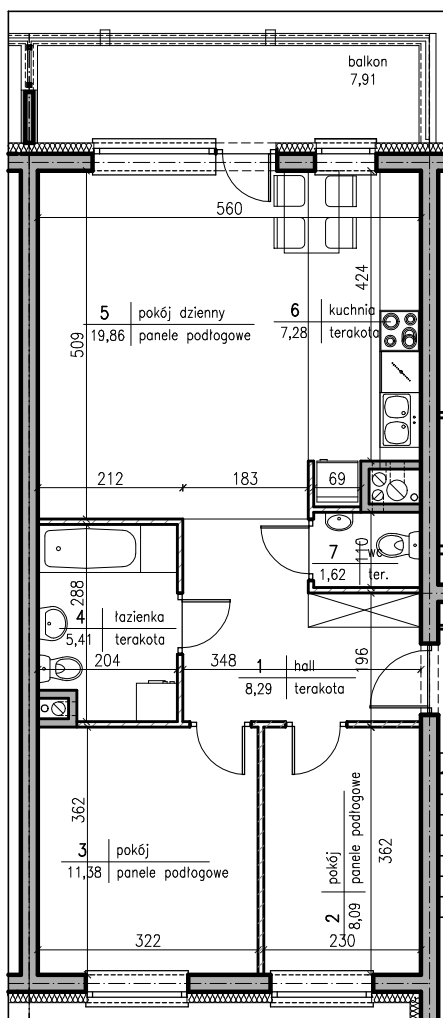 balkon
7,91
560
424
5 pokój dzienny
19,86 panele podłogowe
6 kuchnia
7,28 terakota
509
212
183
69
7 wc
1,62 ter.
110
288
4 łazienka
5,41 terakota
204
348
1 hall
8,29 terakota
196
362
3 pokój
11,38 panele podłogowe
2 pokój
8,09 panele podłogowe
362
322
230